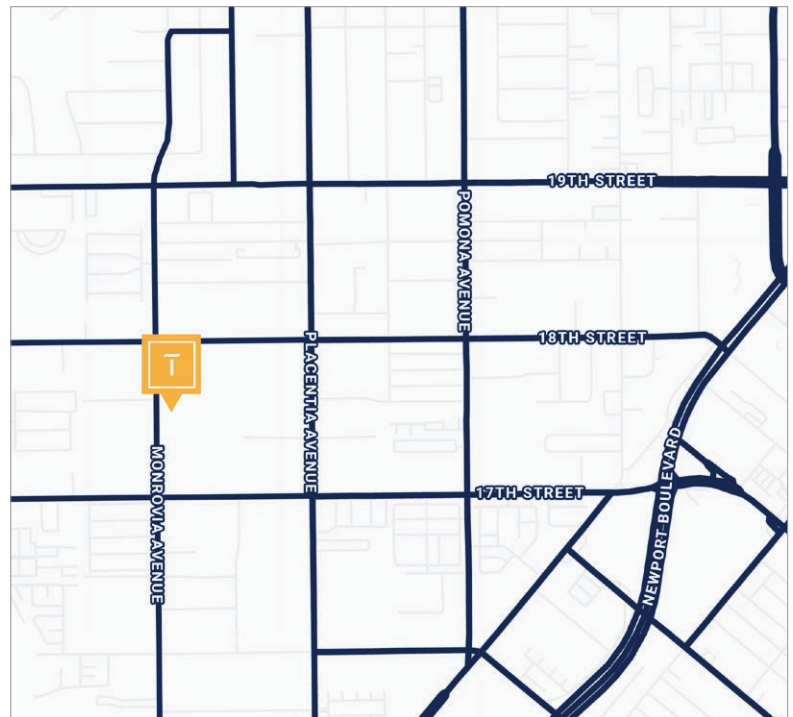 19TH STREET
POMONA AVENUE
18TH STREET
PLACENTIA AVENUE
T
NEWPORT BOULEVARD
MONROVIA AVENUE
17TH STREET